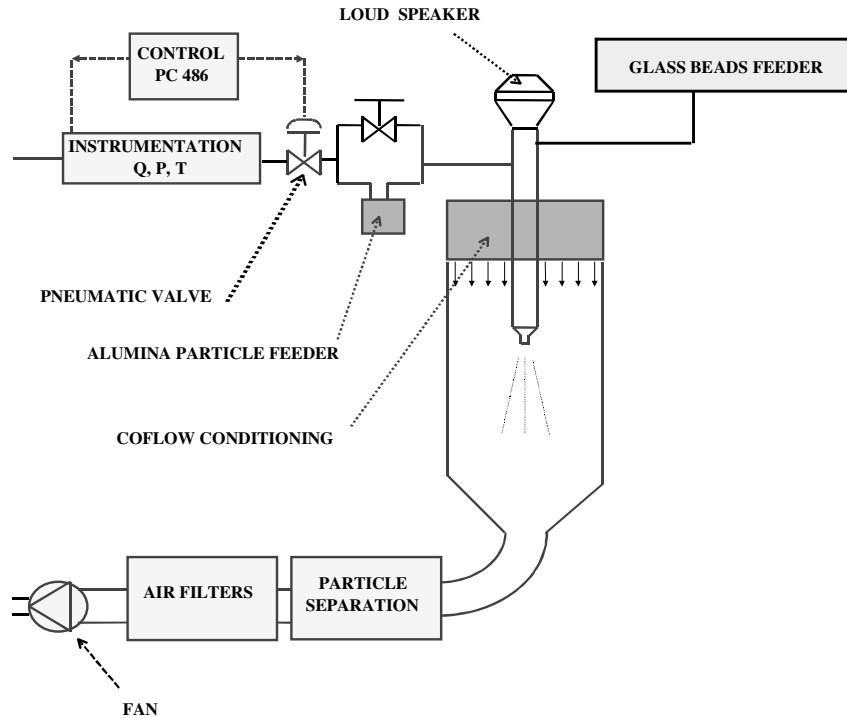 LOUD SPEAKER
CONTROL
PC 486
GLASS BEADS FEEDER
INSTRUMENTATION
Q, P, T
PNEUMATIC VALVE
ALUMINA PARTICLE FEEDER
COFLOW CONDITIONING
AIR FILTERS
PARTICLE
SEPARATION
FAN